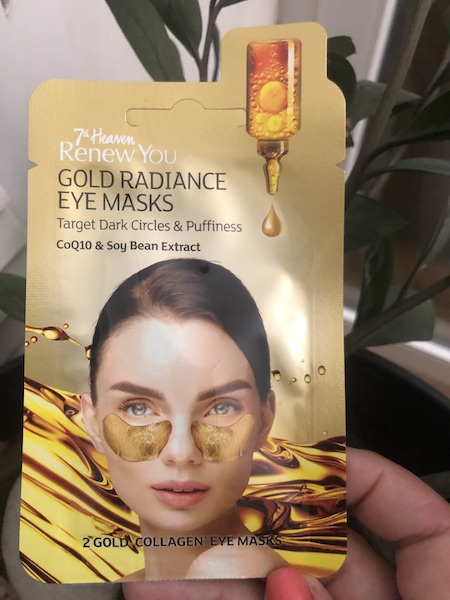 7th Heaven
Renew You
GOLD RADIANCE
EYE MASKS
Target Dark Circles & Puffiness
CoQ10 & Soy Bean Extract
2 GOLD 'COLLAGEN' EYE MASKS